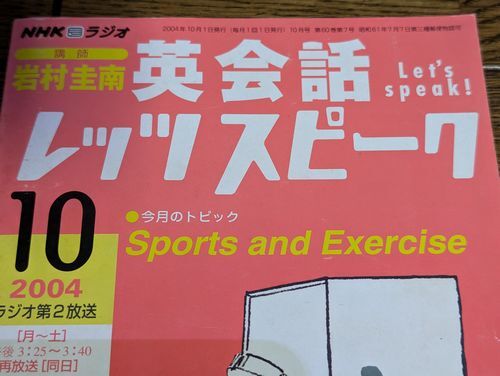 NHKラジオ
2004年10月1日発行(毎月1回1日発行)10月号 第60巻第7号 昭和61年7月7日第三種郵便物認可
講師
岩村圭南
英会話
Let's speak!
レッツスピーク
10
2004
ラジオ第2放送
[月〜土]
後 3:25〜3:40
再放送[同日]
●今月のトピック
Sports and Exercise